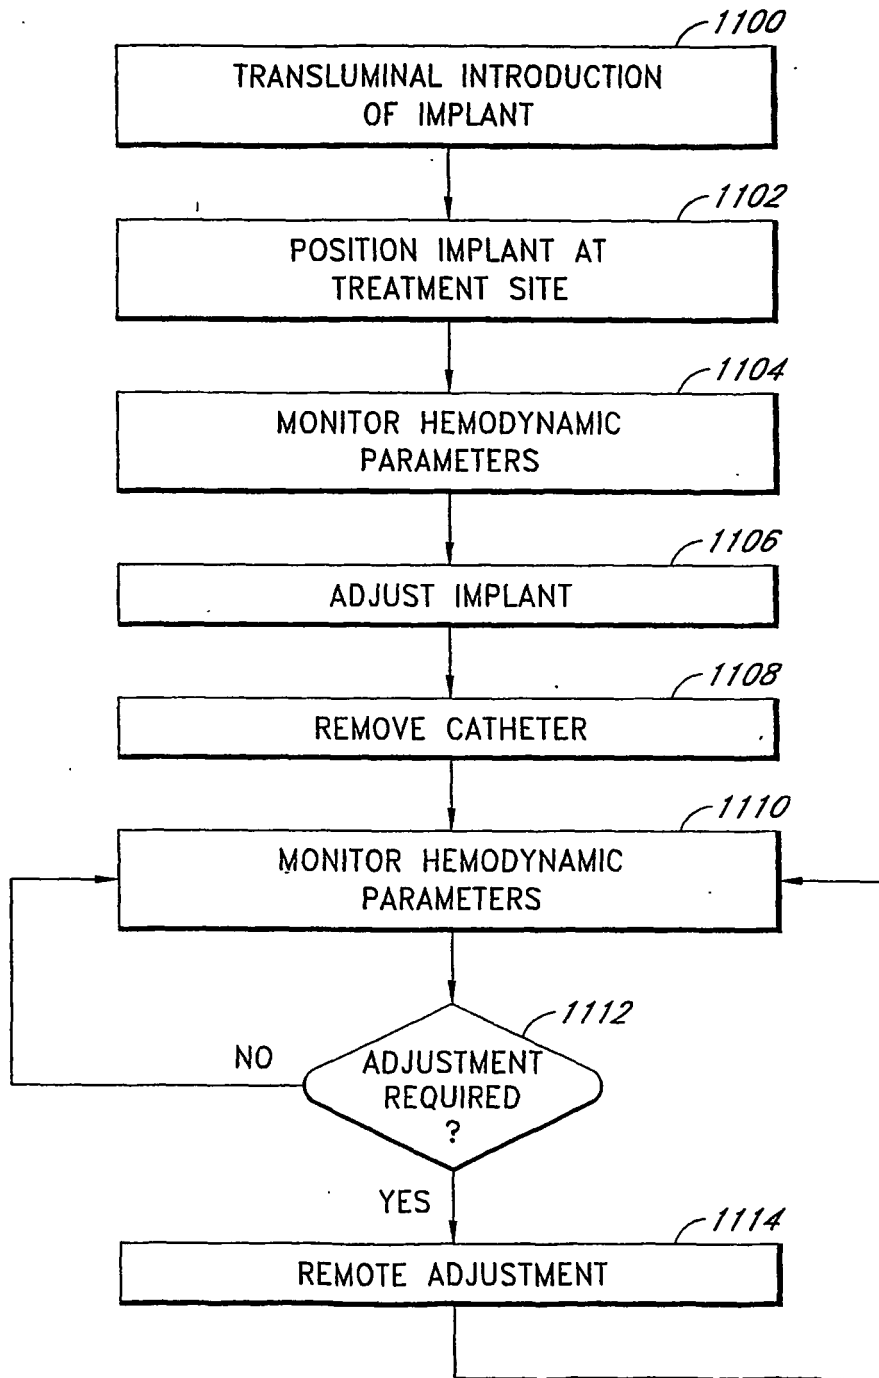 1100
TRANSLUMINAL INTRODUCTION
OF IMPLANT
1102
POSITION IMPLANT AT
TREATMENT SITE
1104
MONITOR HEMODYNAMIC
PARAMETERS
1106
ADJUST IMPLANT
1108
REMOVE CATHETER
1110
MONITOR HEMODYNAMIC
PARAMETERS
1112
NO
ADJUSTMENT
REQUIRED
?
YES
1114
REMOTE ADJUSTMENT